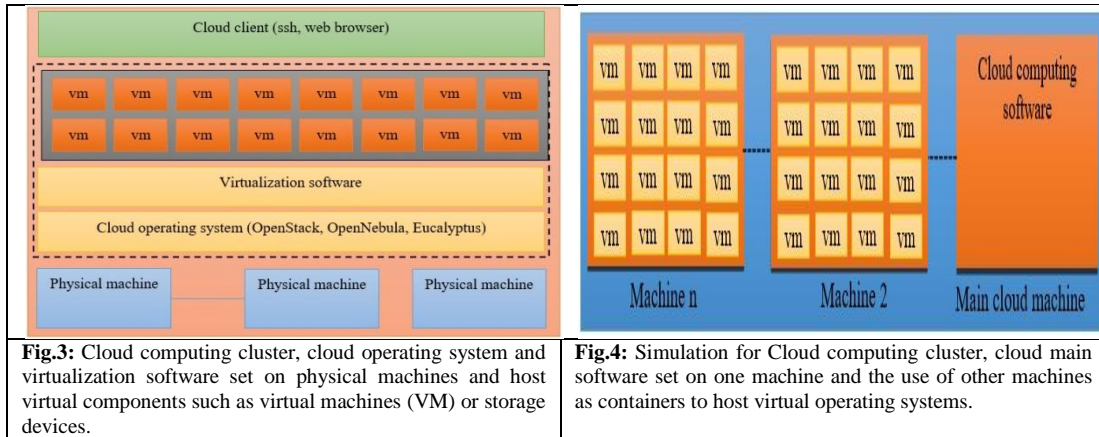 Cloud client (ssh, web browser)
vm vm vm vm vm vm vm vm
vm vm vm vm vm vm vm vm
Virtualization software
Cloud operating system (OpenStack, OpenNebula, Eucalyptus)
Physical machine Physical machine Physical machine
Fig.3: Cloud computing cluster, cloud operating system and
virtualization software set on physical machines and host
virtual components such as virtual machines (VM) or storage
devices.
vm vm vm vm vm vm vm vm
vm vm vm vm vm vm vm vm
vm vm vm vm vm vm vm vm
vm vm vm vm vm vm vm vm
Cloud computing
software
Machine n Machine 2 Main cloud machine
Fig.4: Simulation for Cloud computing cluster, cloud main
software set on one machine and the use of other machines
as containers to host virtual operating systems.